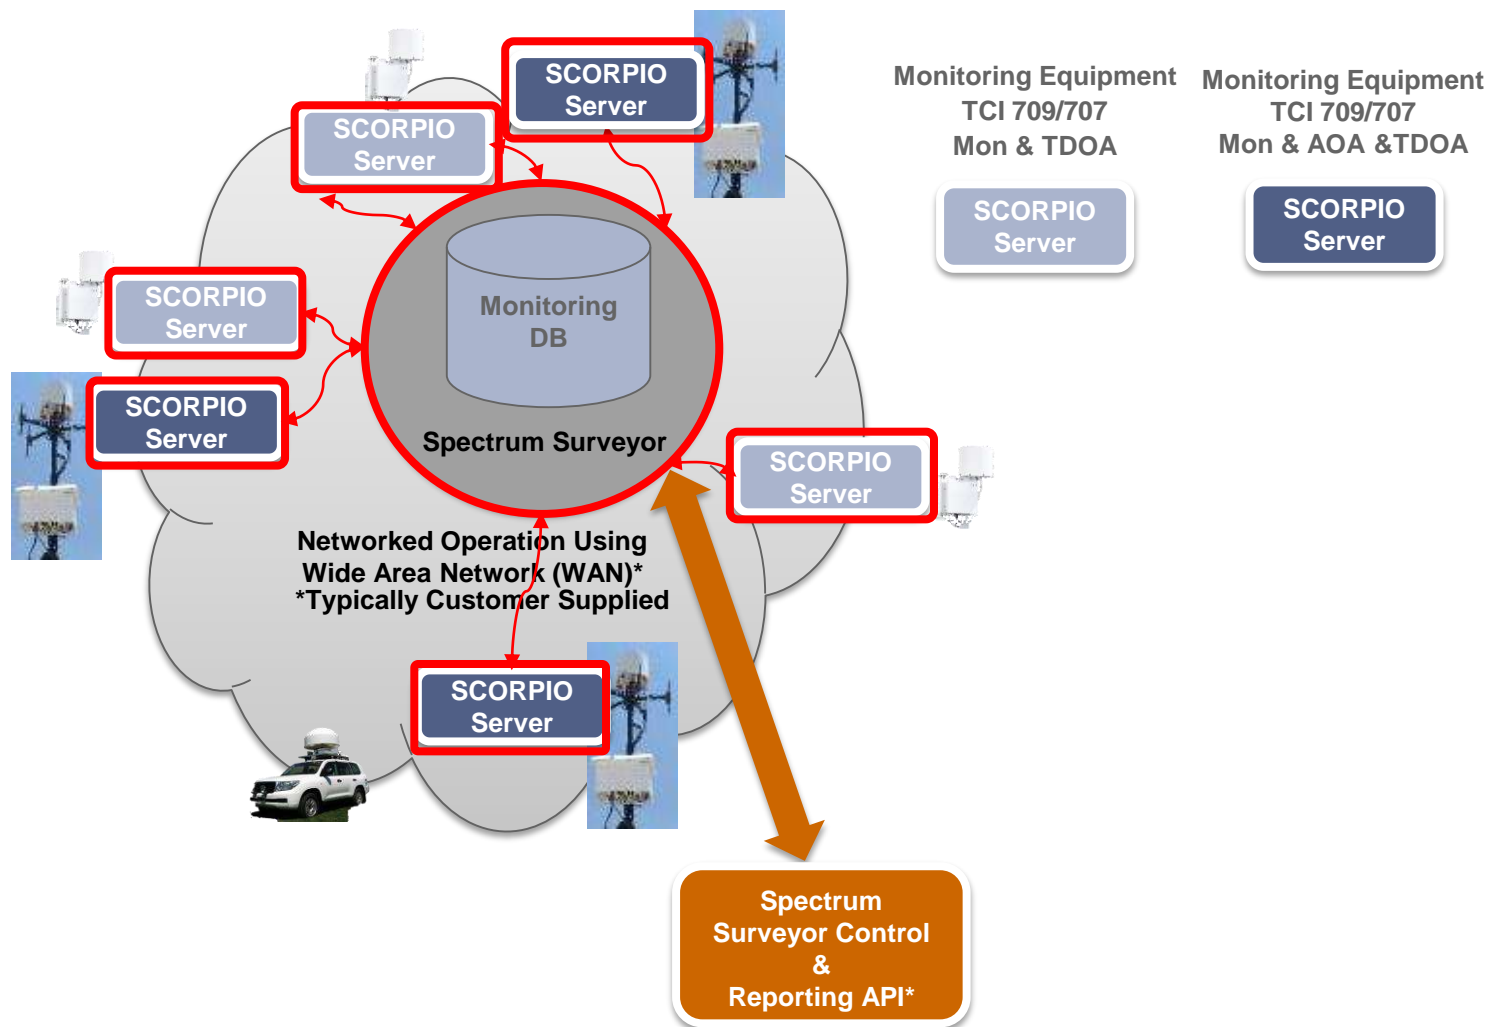 SCORPIO
Server
SCORPIO
Server
Monitoring Equipment
TCI 709/707
Mon & TDOA
SCORPIO
Server
Monitoring Equipment
TCI 709/707
Mon & AOA &TDOA
SCORPIO
Server
SCORPIO
Server
SCORPIO
Server
Monitoring
DB
Spectrum Surveyor
SCORPIO
Server
Networked Operation Using
Wide Area Network (WAN)*
*Typically Customer Supplied
SCORPIO
Server
Spectrum
Surveyor Control
&
Reporting API*